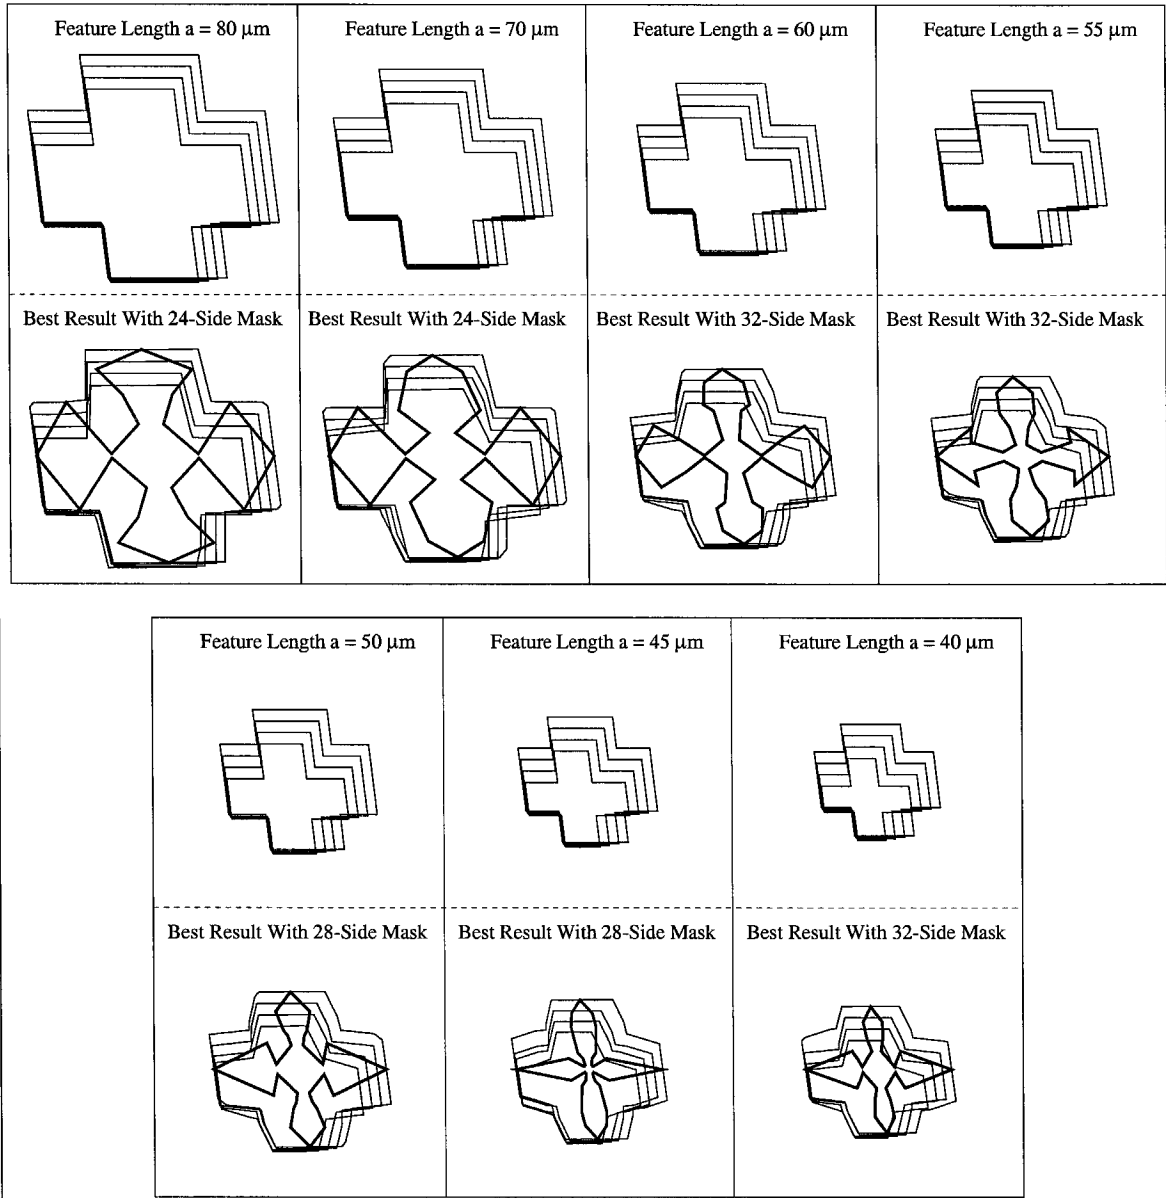 Feature Length a = 80 μm
Feature Length a = 70 μm
Feature Length a = 60 μm
Feature Length a = 55 μm
Best Result With 24-Side Mask
Best Result With 24-Side Mask
Best Result With 32-Side Mask
Best Result With 32-Side Mask
Feature Length a = 50 μm
Feature Length a = 45 μm
Feature Length a = 40 μm
Best Result With 28-Side Mask
Best Result With 28-Side Mask
Best Result With 32-Side Mask